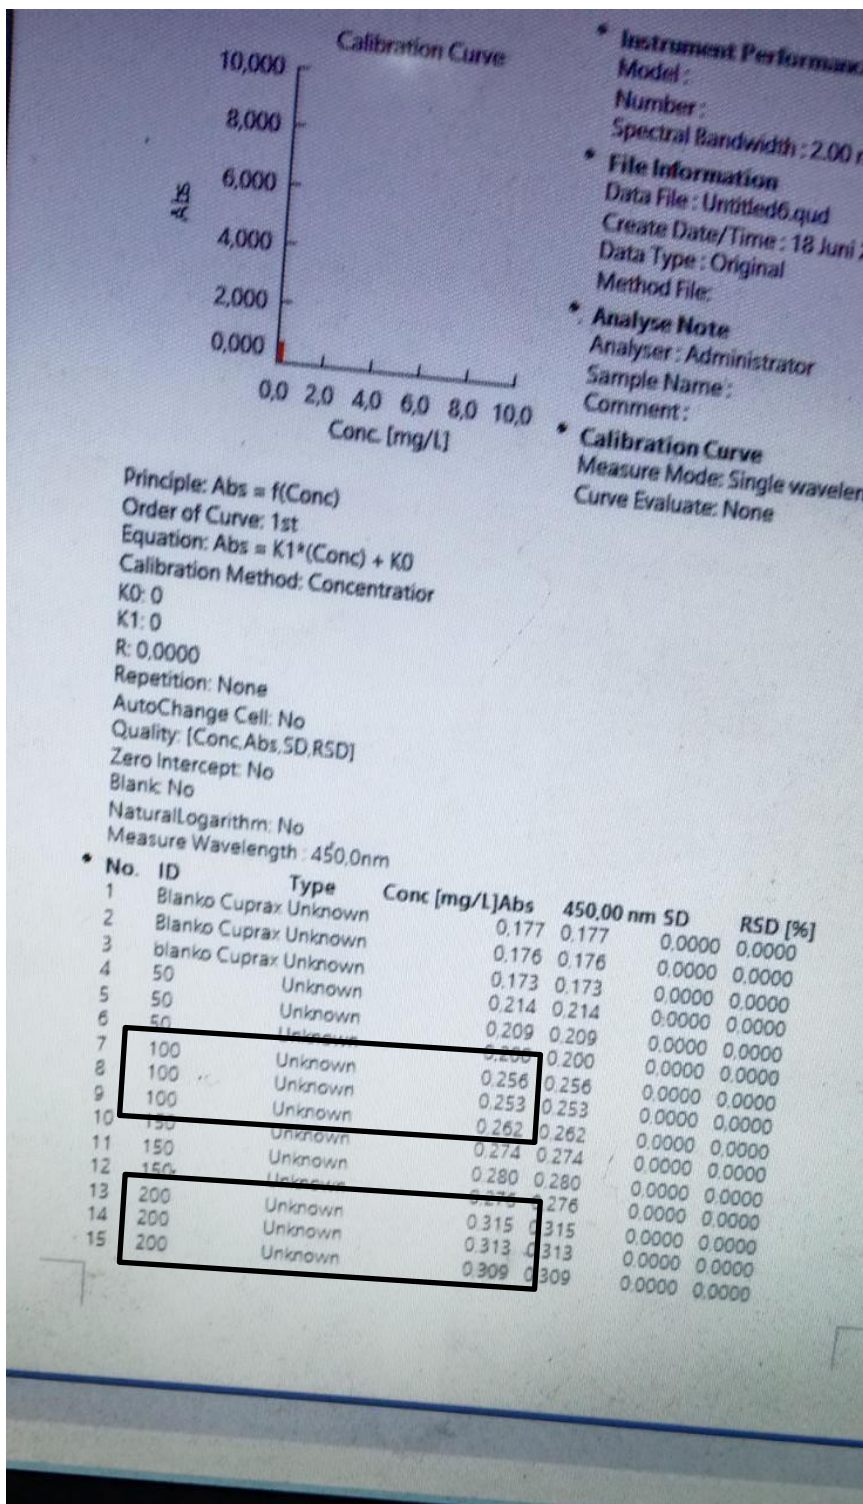 Calibration Curve
10,000
8,000
6,000
Abs
4,000
2,000
0,000
0,0 2,0 4,0 6,0 8,0 10,0
Conc. [mg/L]
Principle: Abs = f(Conc)
Order of Curve: 1st
Equation: Abs = K1*(Conc) + K0
Calibration Method: Concentratior
K0: 0
K1: 0
R: 0,0000
Repetition: None
AutoChange Cell: No
Quality: [Conc,Abs,SD,RSD]
Zero Intercept: No
Blank: No
NaturalLogarithm: No
Measure Wavelength : 450,0nm
* Instrument Performanc
Model :
Number :
Spectral Bandwidth : 2.00
* File Information
Data File : Untitled6.qud
Create Date/Time : 18 Juni
Data Type : Original
Method File:
* Analyse Note
Analyser : Administrator
Sample Name :
Comment :
* Calibration Curve
Measure Mode: Single wavelen
Curve Evaluate: None
* No. ID Type Conc [mg/L]Abs 450,00 nm SD RSD [%]
1 Blanko Cuprax Unknown 0,177 0,177 0,0000 0,0000
2 Blanko Cuprax Unknown 0,176 0,176 0,0000 0,0000
3 blanko Cuprax Unknown 0,173 0,173 0,0000 0,0000
4 50 Unknown 0,214 0,214 0,0000 0,0000
5 50 Unknown 0,209 0,209 0,0000 0,0000
6 50 Unknown 0,200 0,200 0,0000 0,0000
7 100 Unknown 0,256 0,256 0,0000 0,0000
8 100 Unknown 0,253 0,253 0,0000 0,0000
9 100 Unknown 0,262 0,262 0,0000 0,0000
10 150 Unknown 0,274 0,274 0,0000 0,0000
11 150 Unknown 0,280 0,280 0,0000 0,0000
12 150 Unknown 0,276 0,276 0,0000 0,0000
13 200 Unknown 0,315 0,315 0,0000 0,0000
14 200 Unknown 0,313 0,313 0,0000 0,0000
15 200 Unknown 0,309 0,309 0,0000 0,0000